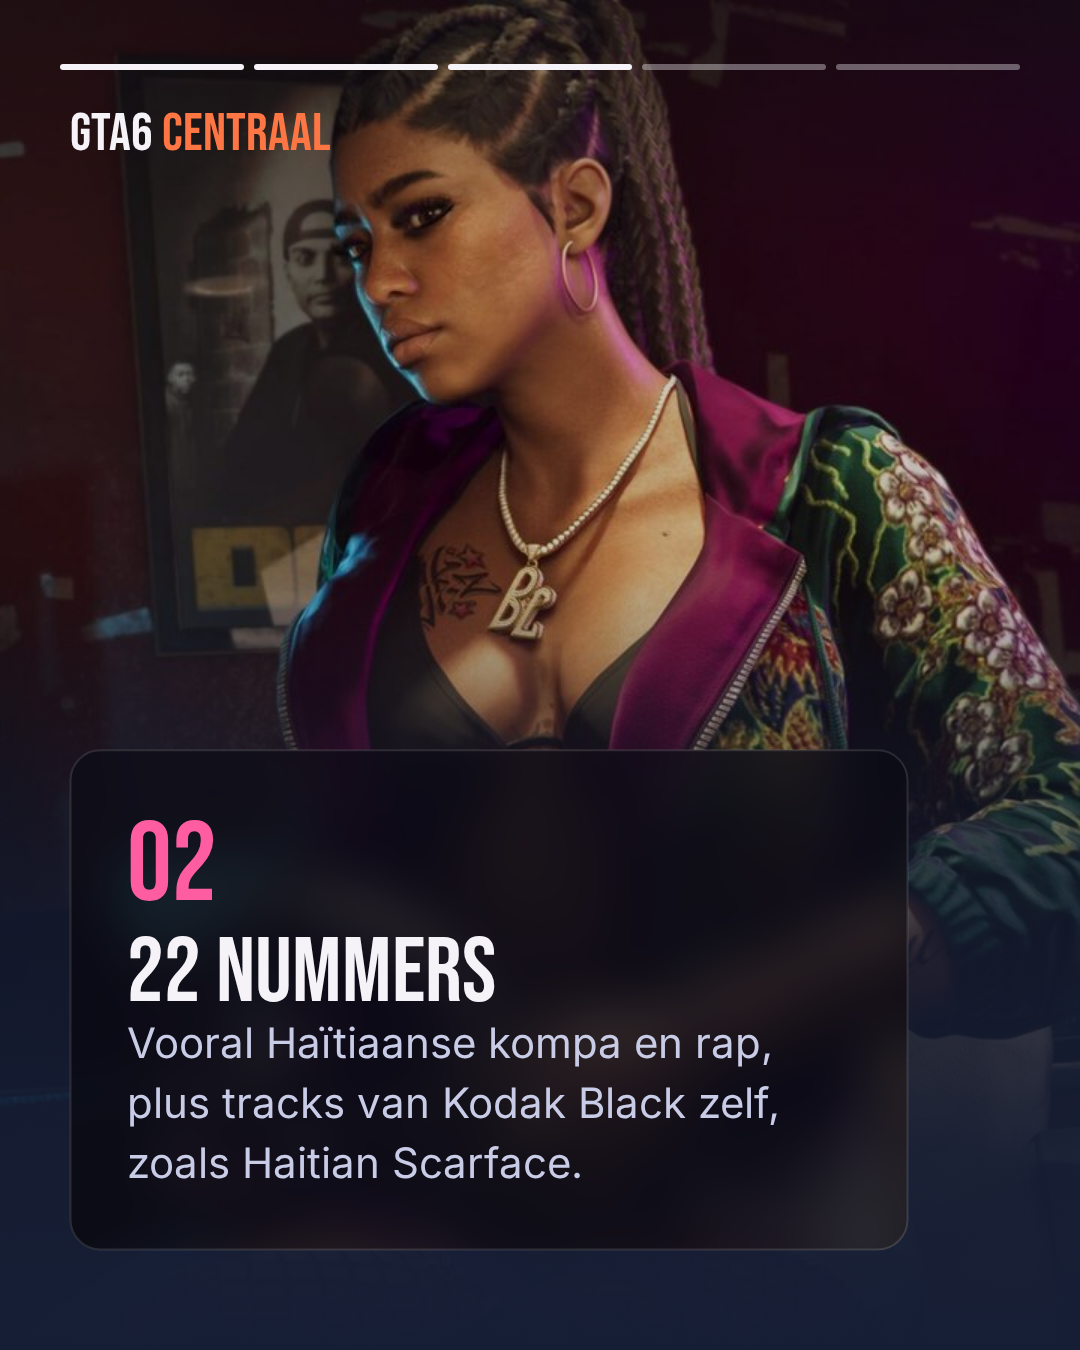 GTA6 CENTRAAL
BC
02
22 NUMMERS
Vooral Haïtiaanse kompa en rap,
plus tracks van Kodak Black zelf,
zoals Haitian Scarface.